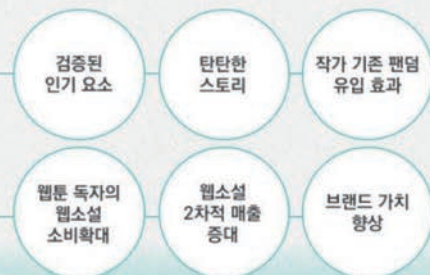 검증된
인기 요소
탄탄한
스토리
작가 기존 팬덤
유입 효과
웹툰 독자의
웹소설
소비확대
웹소설
2차적 매출
증대
브랜드 가치
향상